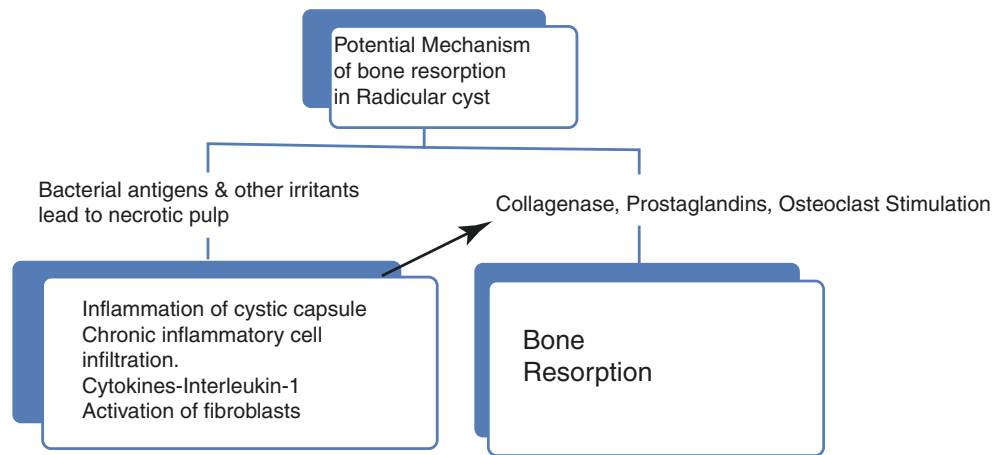 Potential Mechanism
of bone resorption
in Radicular cyst
Bacterial antigens & other irritants
lead to necrotic pulp
Collagenase, Prostaglandins, Osteoclast Stimulation
Inflammation of cystic capsule
Chronic inflammatory cell
infiltration.
Cytokines-Interleukin-1
Activation of fibroblasts
Bone
Resorption